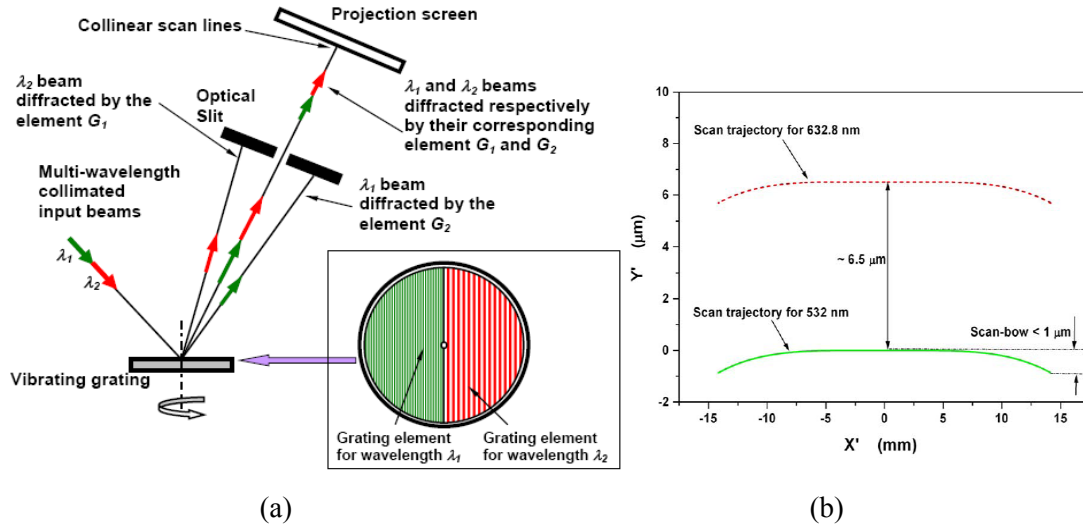 Projection screen
Collinear scan lines
λ2 beam
diffracted by the
element G1
Optical
Slit
λ1 and λ2 beams
diffracted respectively
by their corresponding
element G1 and G2
Multi-wavelength
collimated
input beams
λ1 beam
diffracted by the
element G2
λ1
λ2
Vibrating grating
Grating element
for wavelength λ1
Grating element
for wavelength λ2
(a)
10
8
6
4
2
0
-2
Y' (μm)
Scan trajectory for 632.8 nm
~ 6.5 μm
Scan trajectory for 532 nm
Scan-bow < 1 μm
-15
-10
-5
0
5
10
15
X' (mm)
(b)